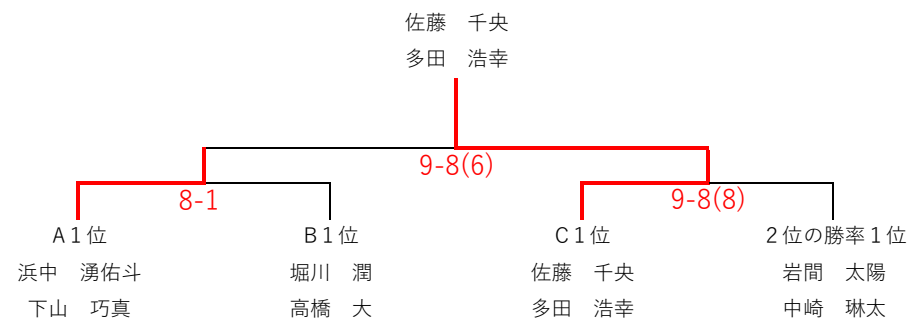 佐藤　千央
多田　浩幸
9-8(6)
8-1
9-8(8)
A１位
B１位
C１位
２位の勝率１位
浜中　湧佑斗
堀川　潤
佐藤　千央
岩間　太陽
下山　巧真
高橋　大
多田　浩幸
中崎　琳太